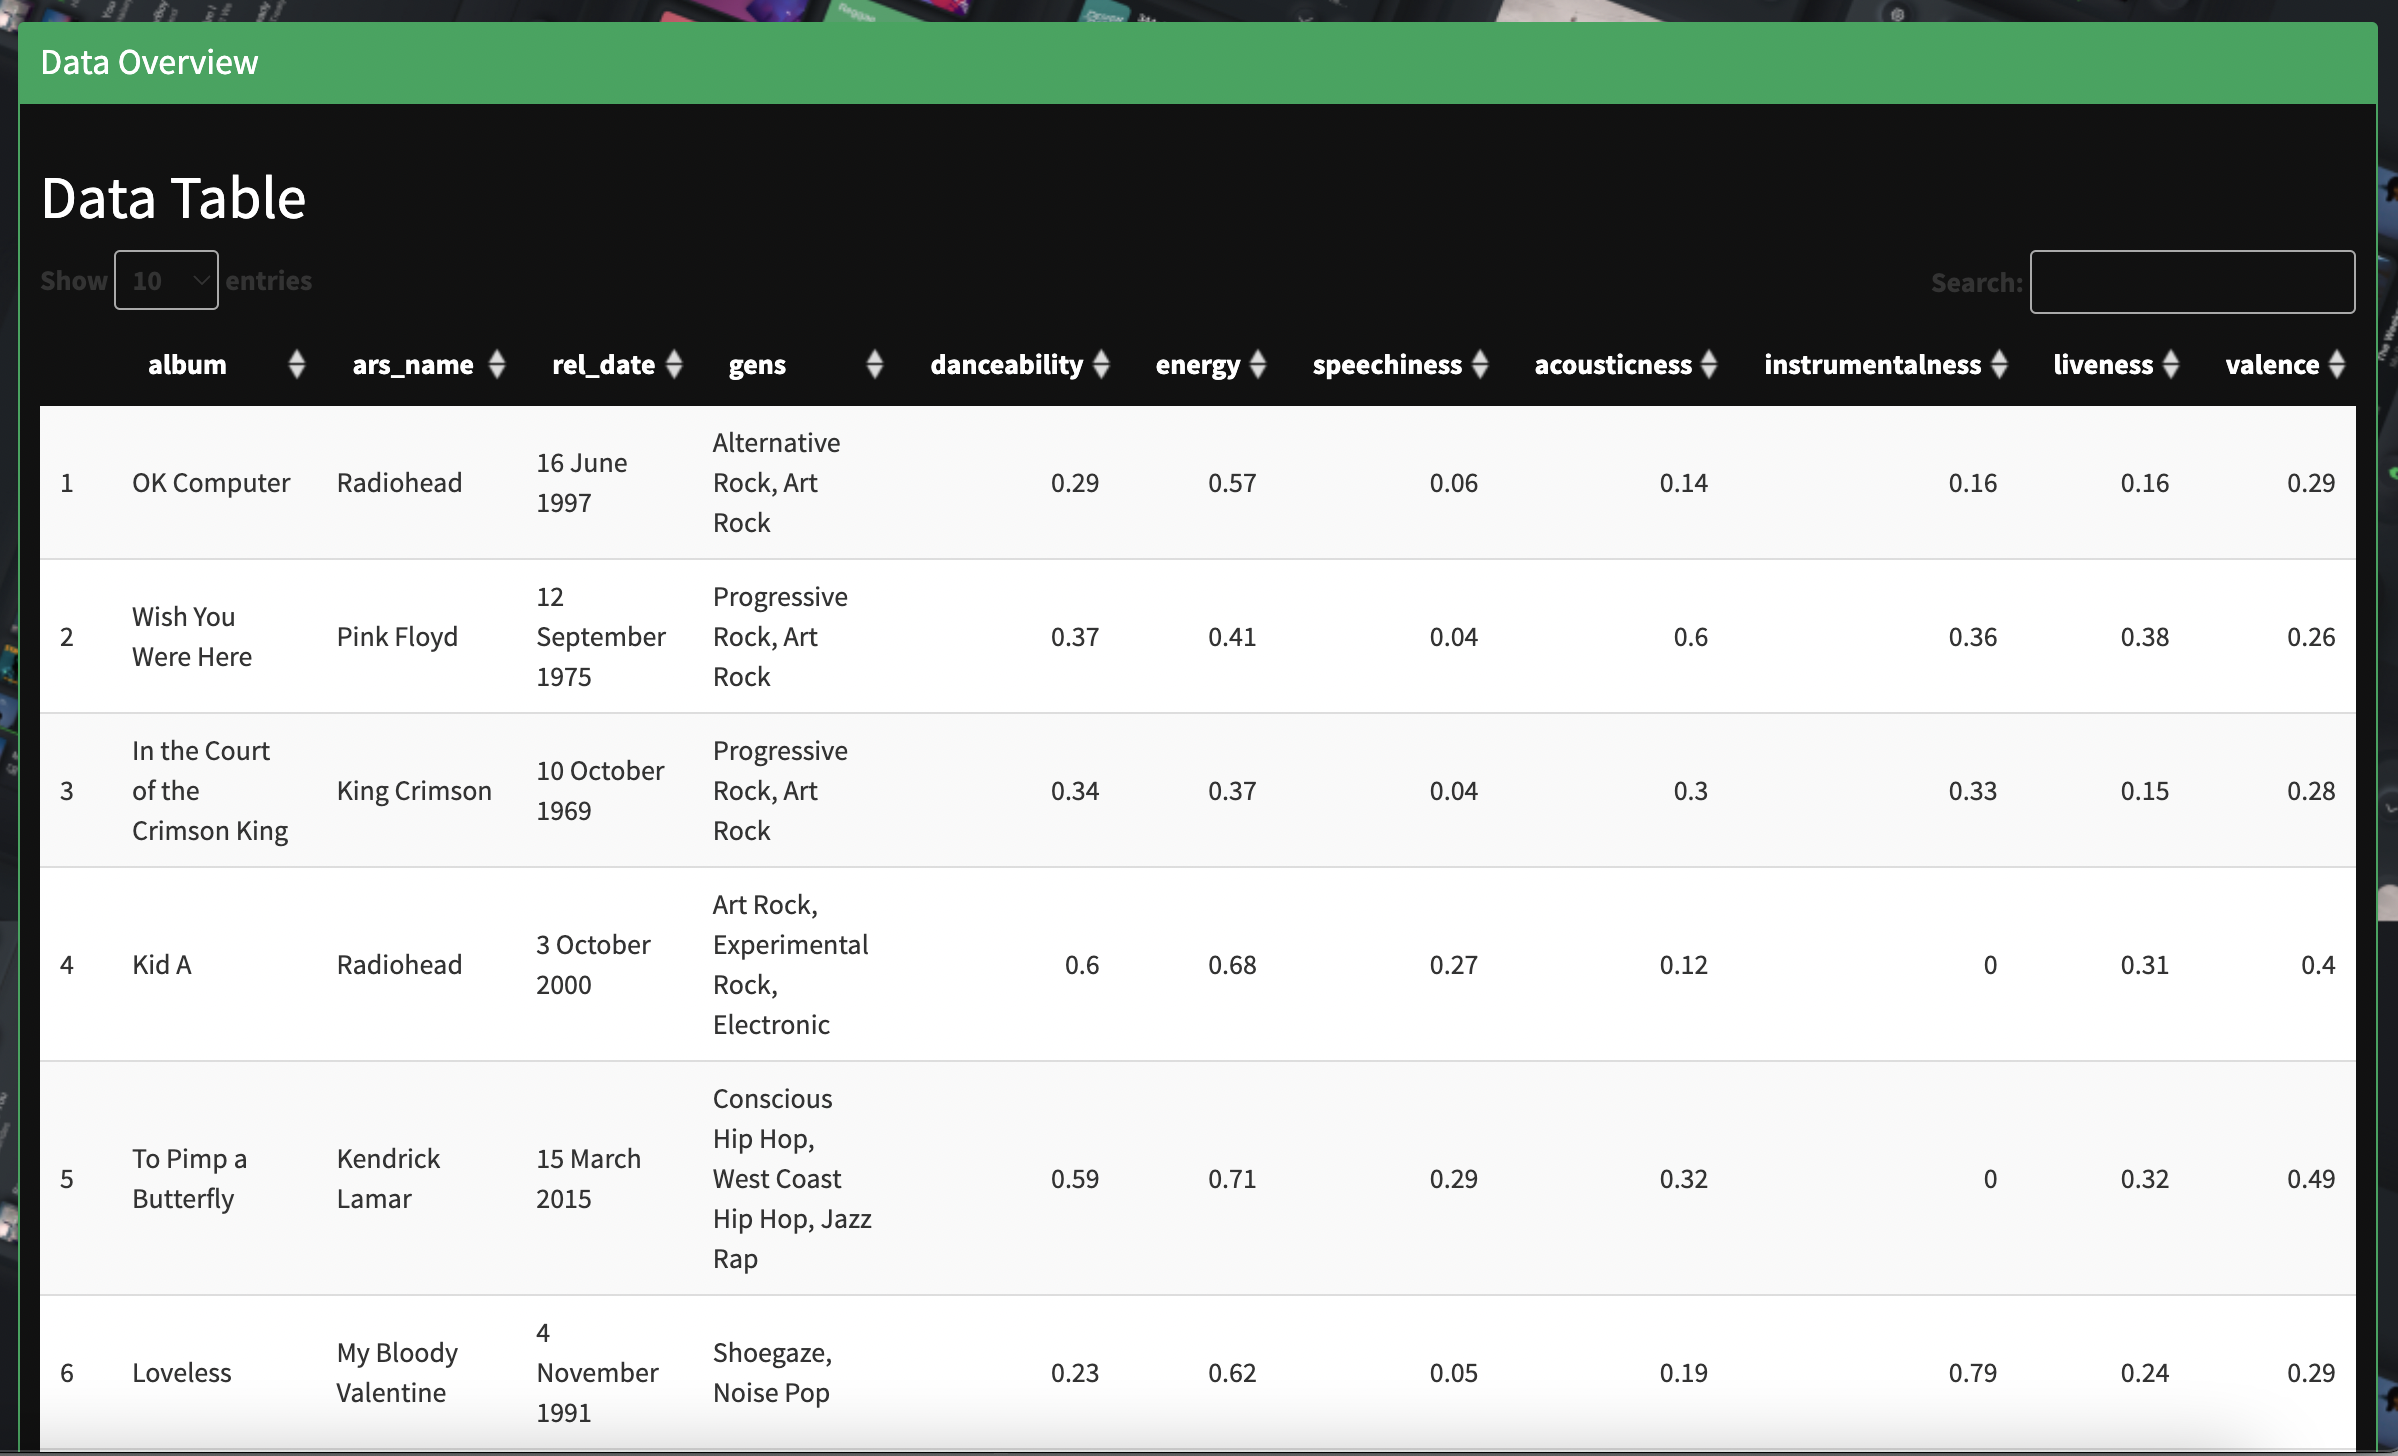 Reggae
Data Overview
Data Table
Show 10 entries
Search:
album ars_name rel_date gens danceability energy speechiness acousticness instrumentalness liveness valence
1 OK Computer Radiohead 16 June 1997 Alternative Rock, Art Rock 0.29 0.57 0.06 0.14 0.16 0.16 0.29
2 Wish You Were Here Pink Floyd 12 September 1975 Progressive Rock, Art Rock 0.37 0.41 0.04 0.6 0.36 0.38 0.26
3 In the Court of the Crimson King King Crimson 10 October 1969 Progressive Rock, Art Rock 0.34 0.37 0.04 0.3 0.33 0.15 0.28
4 Kid A Radiohead 3 October 2000 Art Rock, Experimental Rock, Electronic 0.6 0.68 0.27 0.12 0 0.31 0.4
5 To Pimp a Butterfly Kendrick Lamar 15 March 2015 Conscious Hip Hop, West Coast Hip Hop, Jazz Rap 0.59 0.71 0.29 0.32 0 0.32 0.49
6 Loveless My Bloody Valentine 4 November 1991 Shoegaze, Noise Pop 0.23 0.62 0.05 0.19 0.79 0.24 0.29